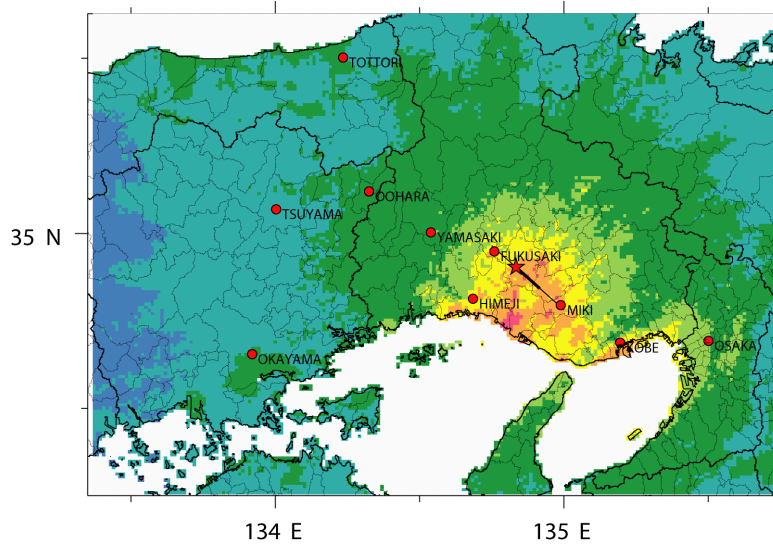 TOTTORI
OOHARA
TSUYAMA
YAMASAKI
35 N
FUKUSAKI
HIMEJI
MIKI
KOBE
OSAKA
OKAYAMA
134 E
135 E